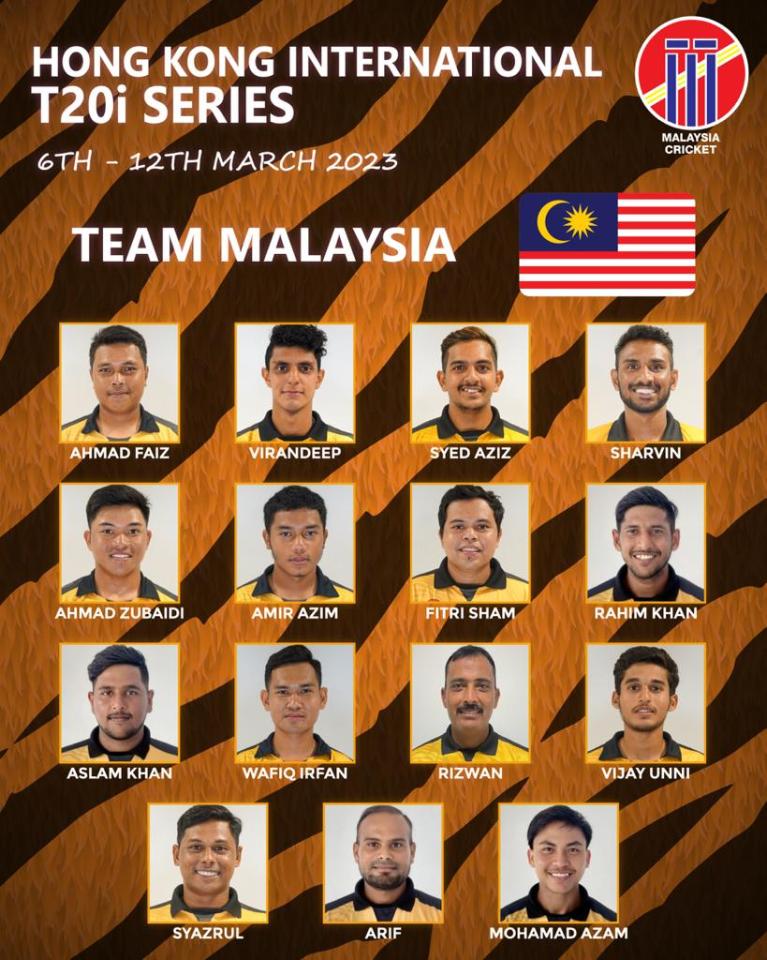 HONG KONG INTERNATIONAL
T20i SERIES
6TH - 12TH MARCH 2023
MALAYSIA
CRICKET
TEAM MALAYSIA
AHMAD FAIZ
VIRANDEEP
SYED AZIZ
SHARVIN
AHMAD ZUBAIDI
AMIR AZIM
FITRI SHAM
RAHIM KHAN
ASLAM KHAN
WAFIQ IRFAN
RIZWAN
VIJAY UNNI
SYAZRUL
ARIF
MOHAMAD AZAM